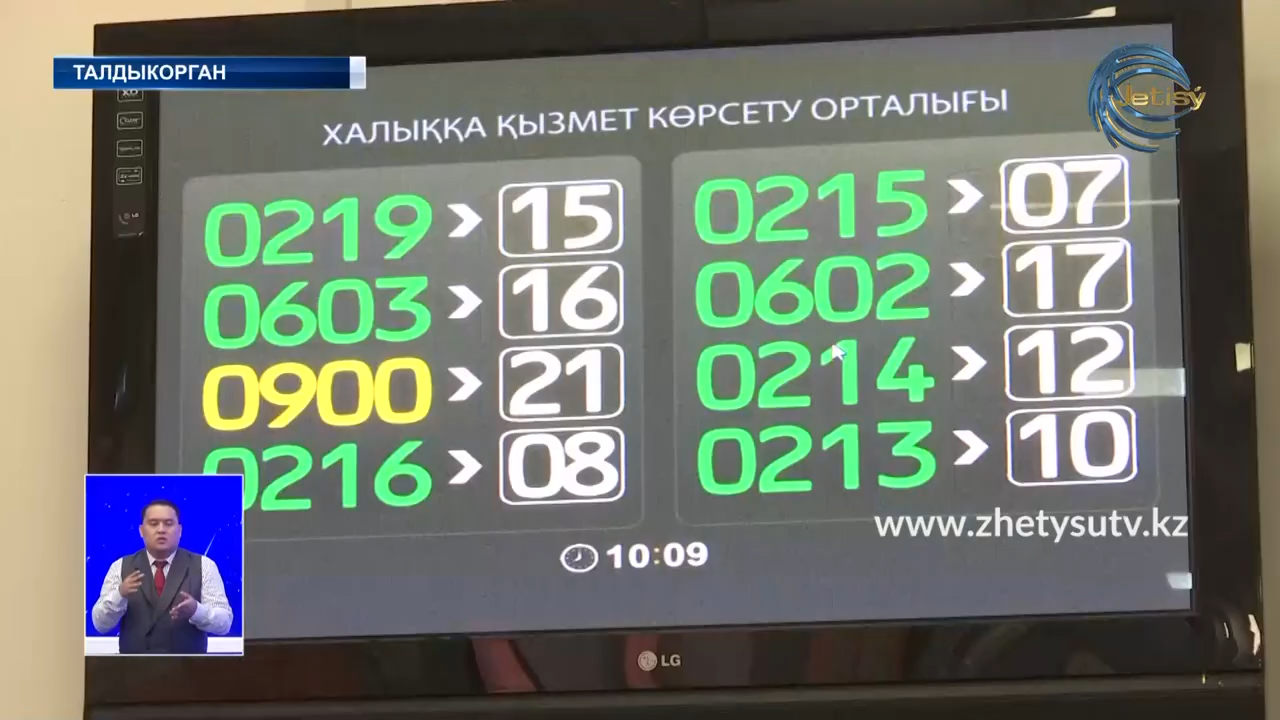 ТАЛДЫКОРГАН
Jetisý
ХАЛЫҚҚА ҚЫЗМЕТ КӨРСЕТУ ОРТАЛЫҒЫ
0219 > 15
0603 > 16
0900 > 21
0216 > 08
0215 > 07
0602 > 17
0214 > 12
0213 > 10
www.zhetysutv.kz
10:09
LG